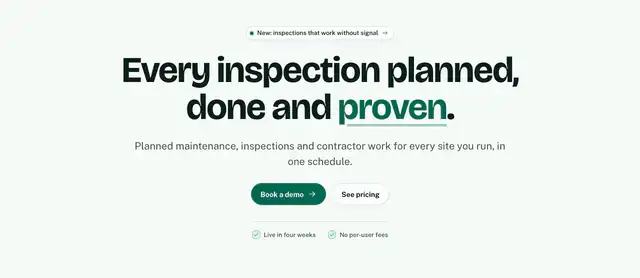 New: inspections that work without signal →
Every inspection planned,
done and proven.
Planned maintenance, inspections and contractor work for every site you run, in
one schedule.
Book a demo →
See pricing
Live in four weeks
No per-user fees